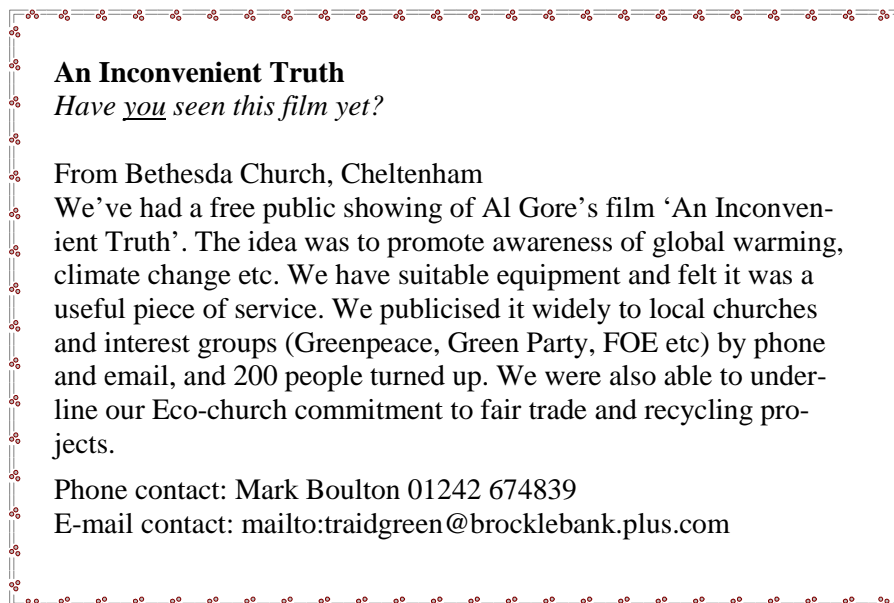 An Inconvenient Truth
Have you seen this film yet?
From Bethesda Church, Cheltenham
We’ve had a free public showing of Al Gore’s film ‘An Inconven-
ient Truth’. The idea was to promote awareness of global warming,
climate change etc. We have suitable equipment and felt it was a
useful piece of service. We publicised it widely to local churches
and interest groups (Greenpeace, Green Party, FOE etc) by phone
and email, and 200 people turned up. We were also able to under-
line our Eco-church commitment to fair trade and recycling pro-
jects.
Phone contact: Mark Boulton 01242 674839
E-mail contact: mailto:traidgreen@brocklebank.plus.com